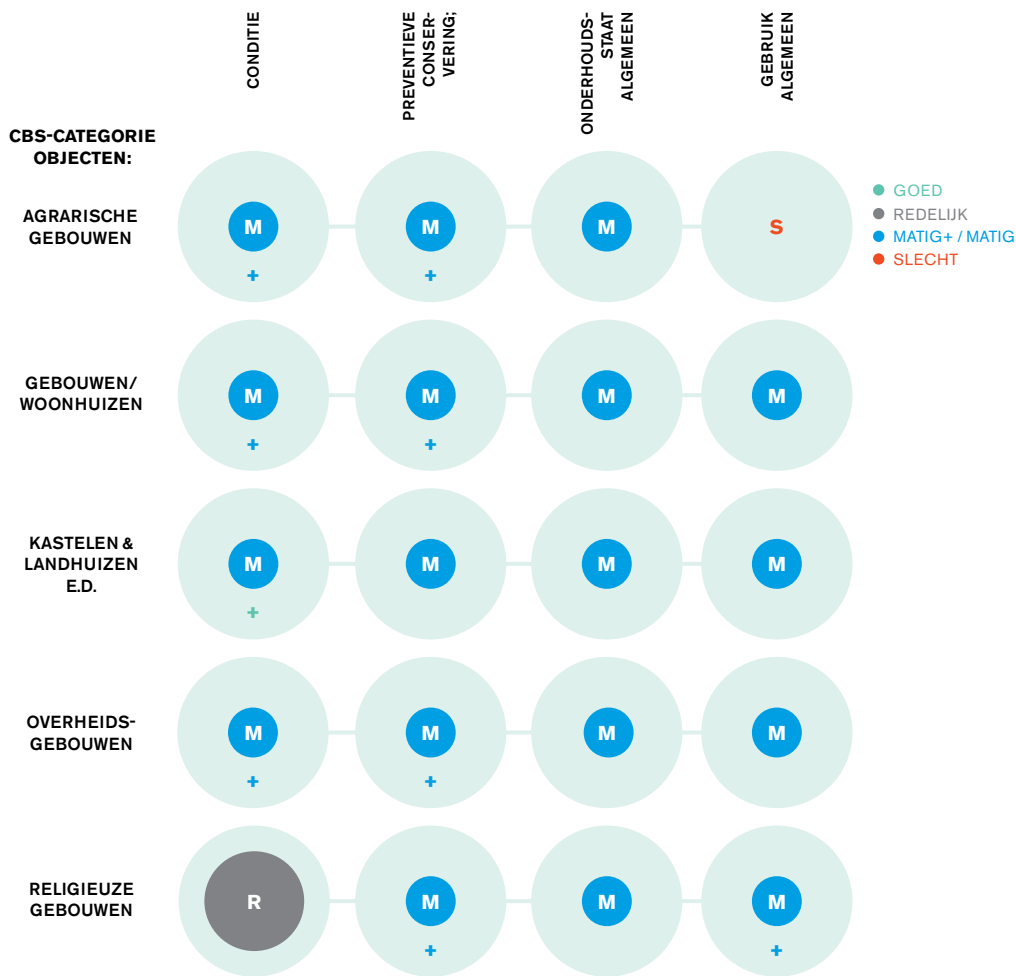 CONDITIE
PREVENTIEVE
CONSER-
VERING;
ONDERHOUDS-
STAAT
ALGEMEEN
GEBRUIK
ALGEMEEN
CBS-CATEGORIE
OBJECTEN:
AGRARISCHE
GEBOUWEN
M
+
M
+
M
S
GOED
REDELIJK
MATIG+ / MATIG
SLECHT
GEBOUWEN/
WOONHUIZEN
M
+
M
+
M
M
KASTELEN &
LANDHUIZEN
E.D.
M
+
M
M
M
OVERHEIDS-
GEBOUWEN
M
+
M
+
M
M
RELIGIEUZE
GEBOUWEN
R
M
+
M
M
+